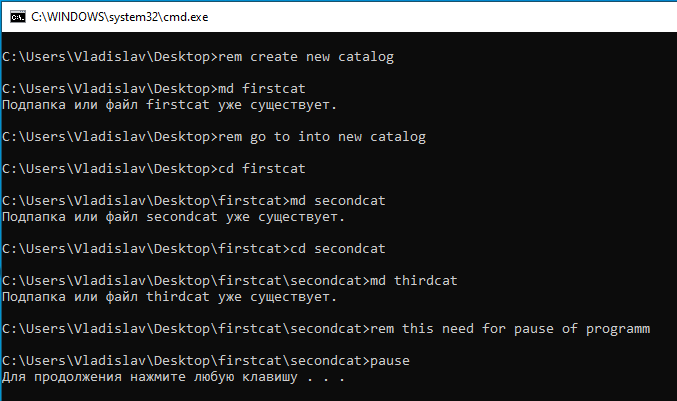 C:\WINDOWS\system32\cmd.exe
C:\Users\Vladislav\Desktop>rem create new catalog
C:\Users\Vladislav\Desktop>md firstcat
Подпапка или файл firstcat уже существует.
C:\Users\Vladislav\Desktop>rem go to into new catalog
C:\Users\Vladislav\Desktop>cd firstcat
C:\Users\Vladislav\Desktop\firstcat>md secondcat
Подпапка или файл secondcat уже существует.
C:\Users\Vladislav\Desktop\firstcat>cd secondcat
C:\Users\Vladislav\Desktop\firstcat\secondcat>md thirdcat
Подпапка или файл thirdcat уже существует.
C:\Users\Vladislav\Desktop\firstcat\secondcat>rem this need for pause of programm
C:\Users\Vladislav\Desktop\firstcat\secondcat>pause
Для продолжения нажмите любую клавишу . . .